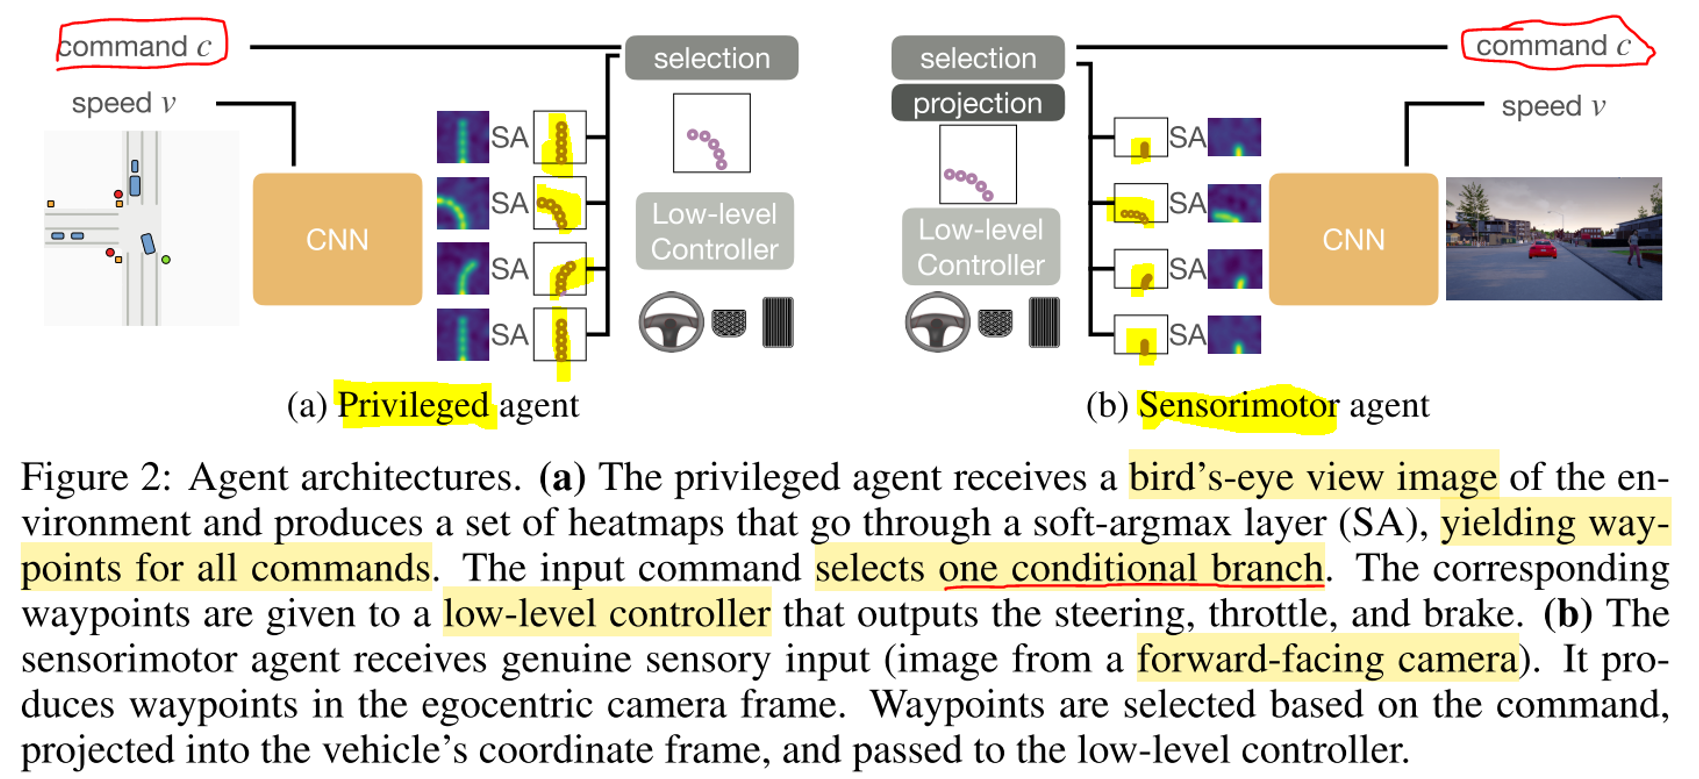 command c
speed v
CNN
SA
SA
SA
SA
selection
Low-level
Controller
(a) Privileged agent
selection
projection
Low-level
Controller
SA
SA
SA
SA
CNN
command c
speed v
(b) Sensorimotor agent
Figure 2: Agent architectures. (a) The privileged agent receives a bird's-eye view image of the en-
vironment and produces a set of heatmaps that go through a soft-argmax layer (SA), yielding way-
points for all commands. The input command selects one conditional branch. The corresponding
waypoints are given to a low-level controller that outputs the steering, throttle, and brake. (b) The
sensorimotor agent receives genuine sensory input (image from a forward-facing camera). It pro-
duces waypoints in the egocentric camera frame. Waypoints are selected based on the command,
projected into the vehicle's coordinate frame, and passed to the low-level controller.